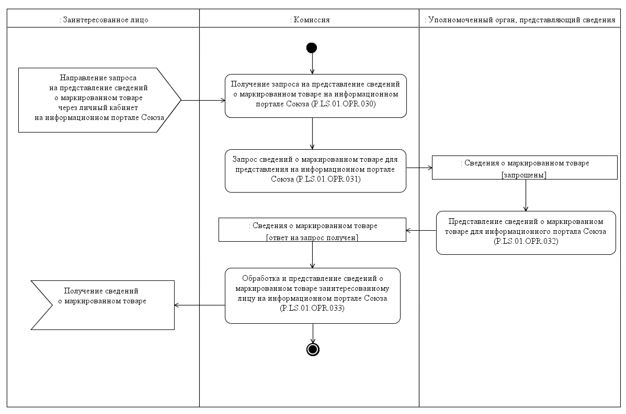 : Заинтересованное лицо
: Комиссия
: Уполномоченный орган, представляющий сведения
Направление запроса
на представление сведений
о маркированном товаре
через личный кабинет
на информационном портале Союза
Получение запроса на представление сведений
о маркированном товаре на информационном
портале Союза (P.LS.01.OPR.030)
Запрос сведений о маркированном товаре для
представления на информационном портале
Союза (P.LS.01.OPR.031)
: Сведения о маркированном товаре
[запрошены]
Представление сведений о маркированном
товаре для информационного портала Союза
(P.LS.01.OPR.032)
: Сведения о маркированном товаре
[ответ на запрос получен]
Обработка и представление сведений о
маркированном товаре заинтересованному
лицу на информационном портале Союза
(P.LS.01.OPR.033)
Получение сведений
о маркированном товаре